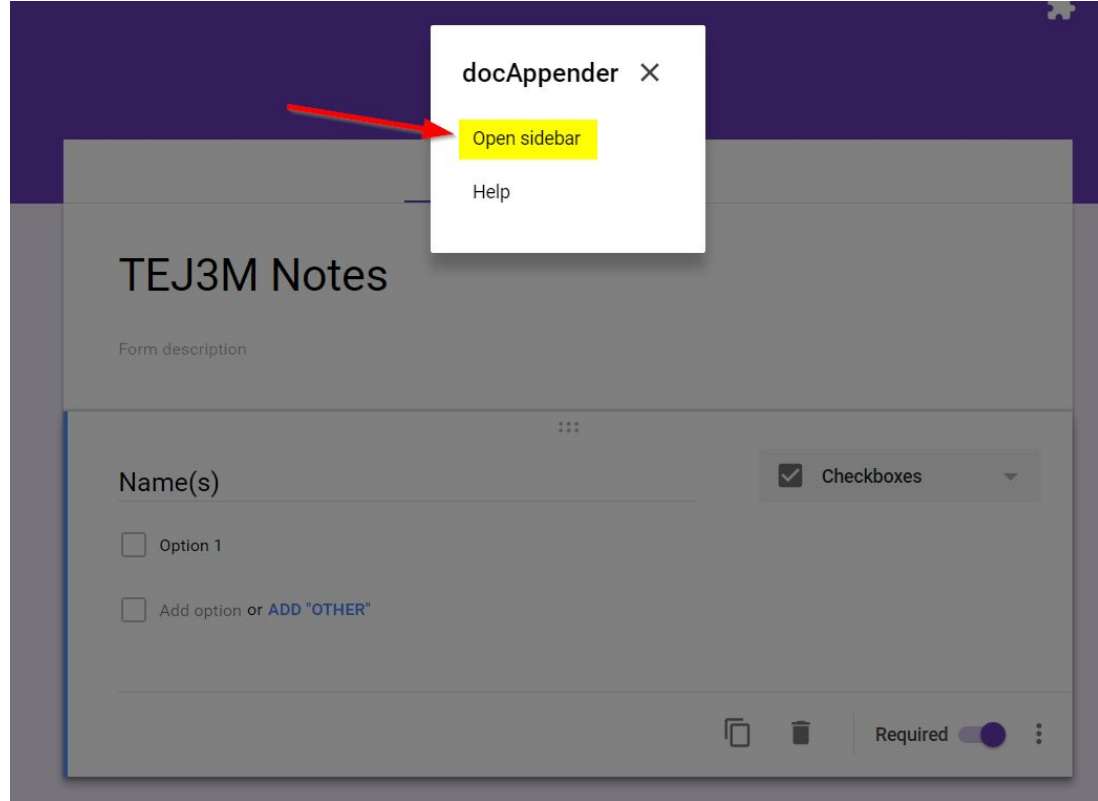 docAppender
Open sidebar
Help
TEJ3M Notes
Form description
Name(s)
Checkboxes
Option 1
Add option or ADD "OTHER"
Required